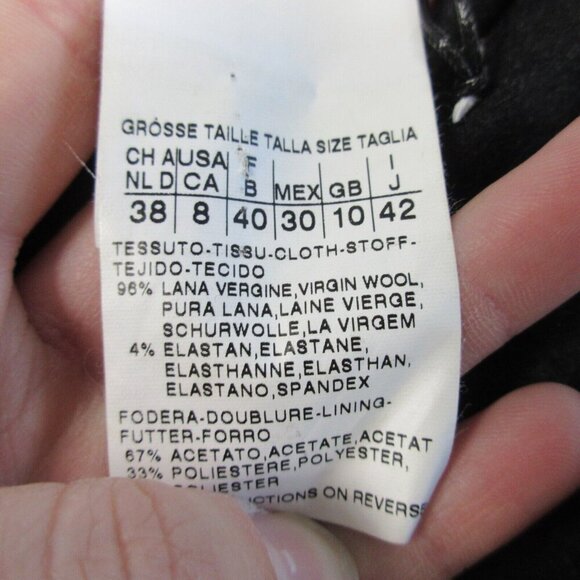 GRÖSSE TAILLE TALLA SIZE TAGLIA
CH A USA F I
NL D CA B MEX GB J
38 8 40 30 10 42
TESSUTO-TISSU-CLOTH-STOFF-
TEJIDO-TECIDO
96% LANA VERGINE,VIRGIN WOOL,
PURA LANA,LAINE VIERGE,
SCHURWOLLE,LA VIRGEM
4% ELASTAN,ELASTANE,
ELASTHANNE,ELASTHAN,
ELASTANO,SPANDEX
FODERA-DOUBLURE-LINING-
FUTTER-FORRO
67% ACETATO,ACETATE,ACETAT
33% POLIESTERE,POLYESTER,
ON REVERSE